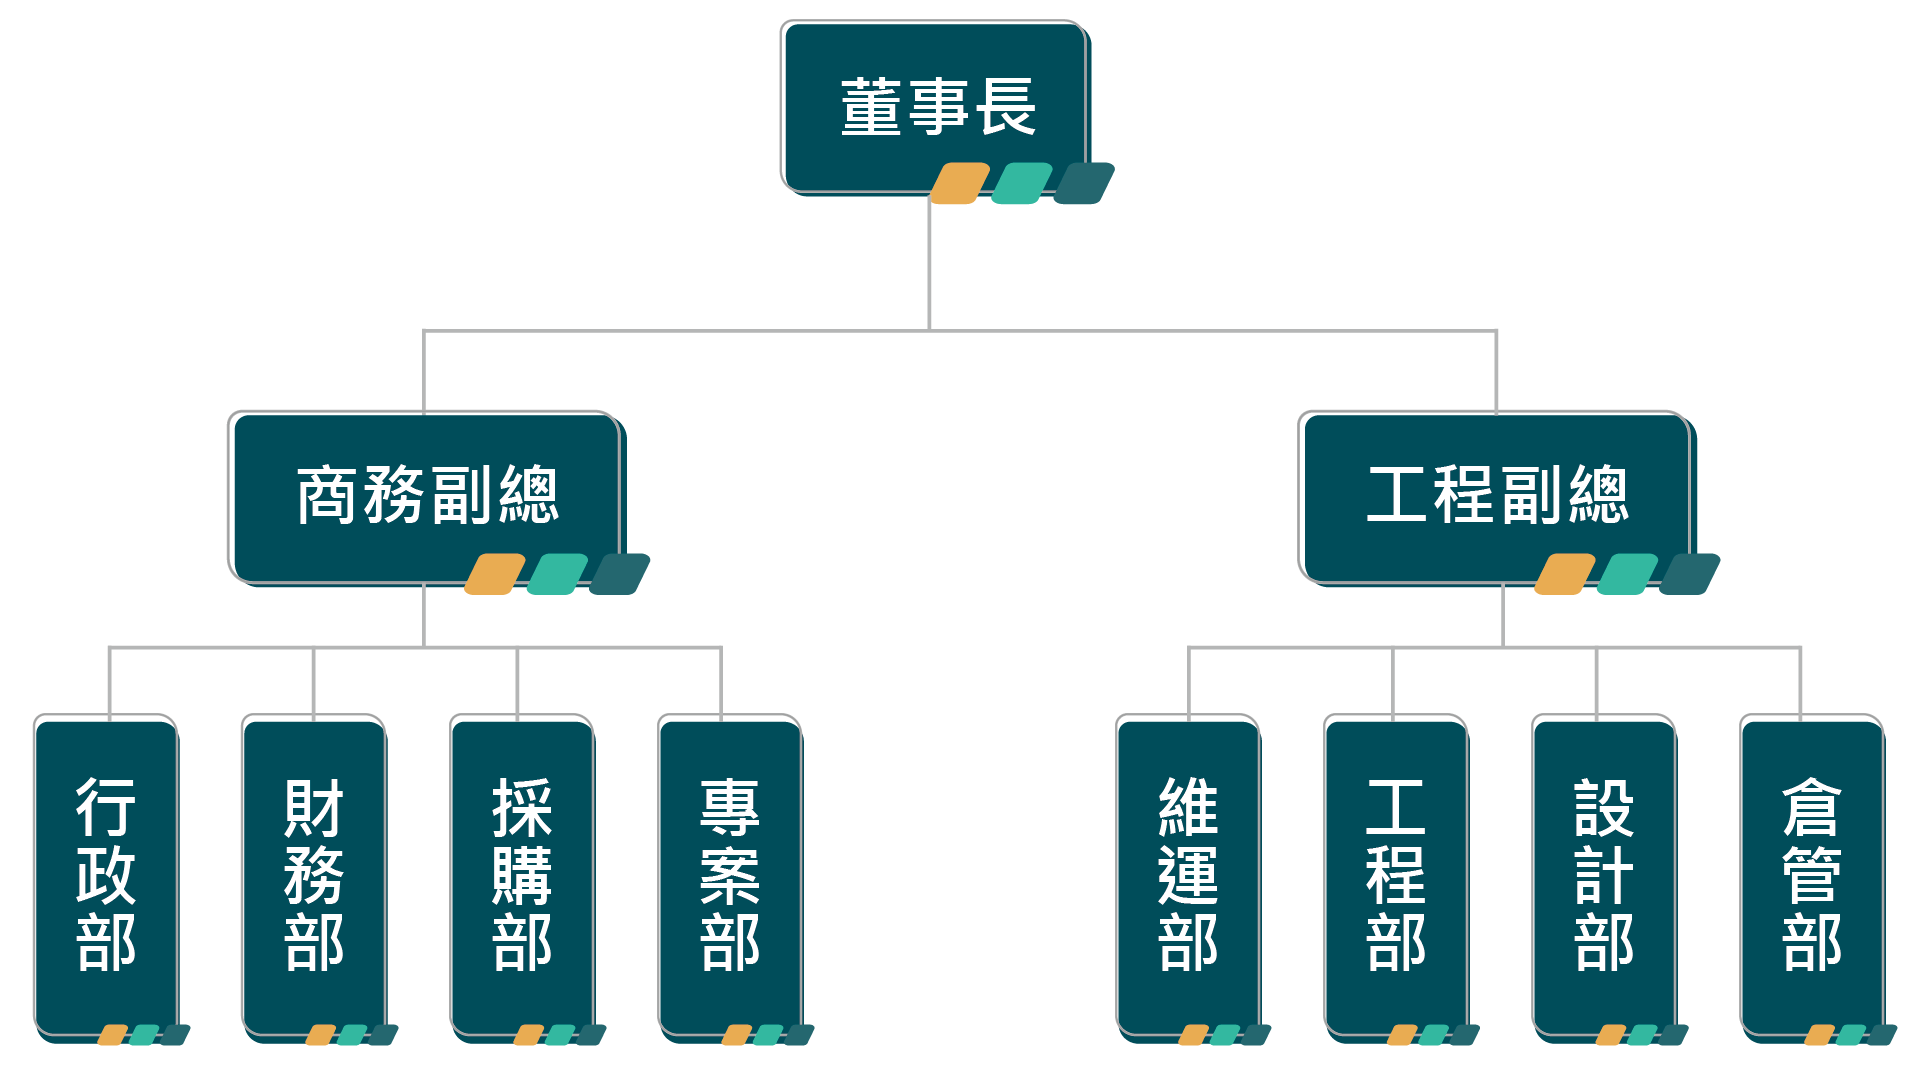 董事長
商務副總
工程副總
行政部
財務部
採購部
專案部
維運部
工程部
設計部
倉管部